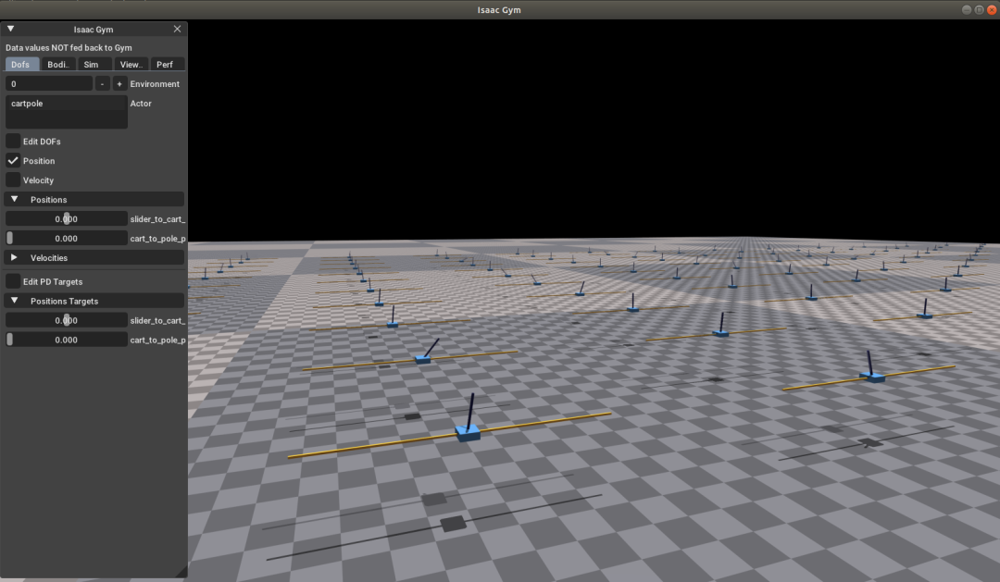 Isaac Gym
Isaac Gym
Data values NOT fed back to Gym
Dofs Bodi.. Sim View.. Perf
0 - + Environment
cartpole Actor
Edit DOFs
Position
Velocity
Positions
0.000 slider_to_cart_
0.000 cart_to_pole_p
Velocities
Edit PD Targets
Positions Targets
0.000 slider_to_cart_
0.000 cart_to_pole_p